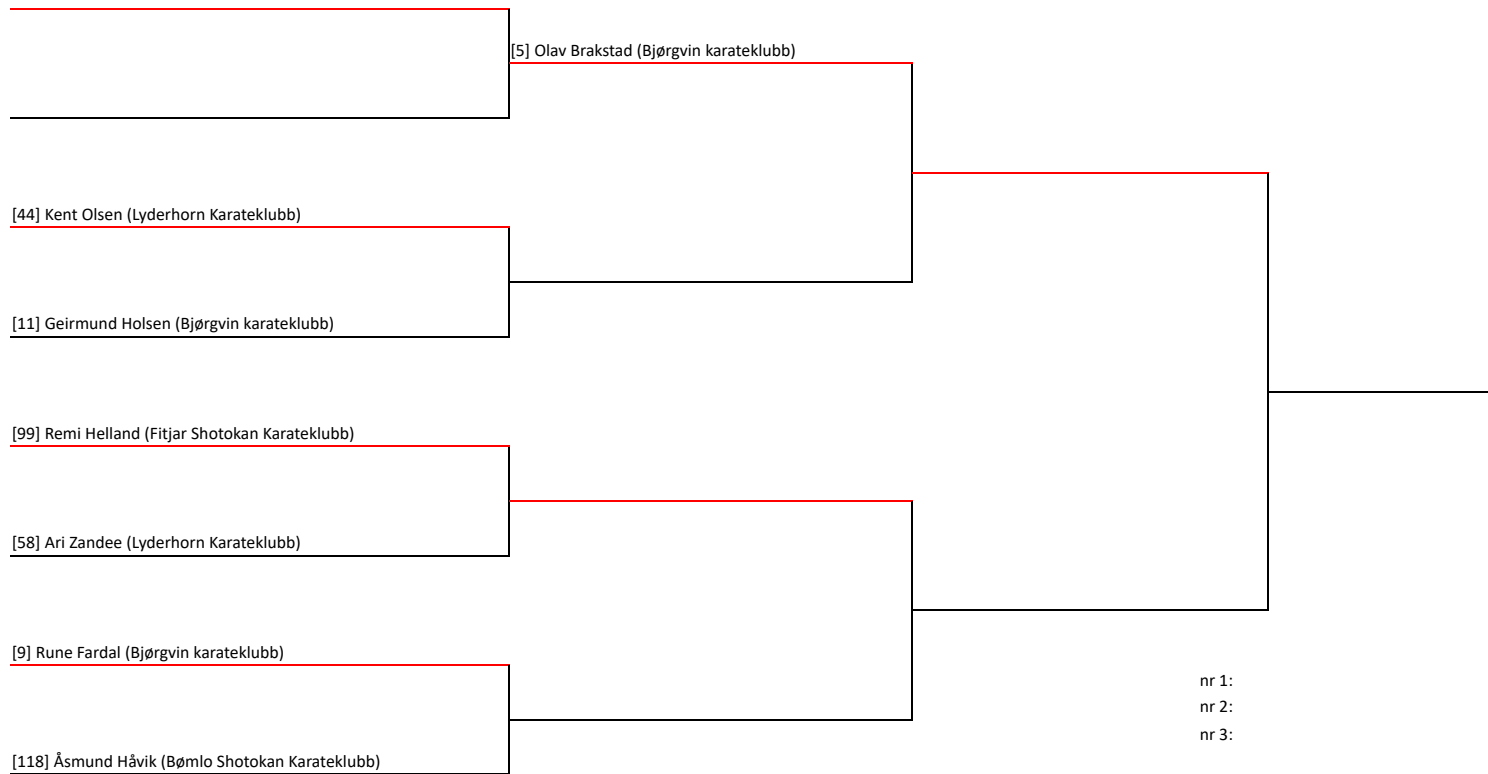 [5] Olav Brakstad (Bjørgvin karateklubb)
[44] Kent Olsen (Lyderhorn Karateklubb)
[11] Geirmund Holsen (Bjørgvin karateklubb)
[99] Remi Helland (Fitjar Shotokan Karateklubb)
[58] Ari Zandee (Lyderhorn Karateklubb)
[9] Rune Fardal (Bjørgvin karateklubb)
nr 1:
nr 2:
nr 3:
[118] Åsmund Håvik (Bømlo Shotokan Karateklubb)